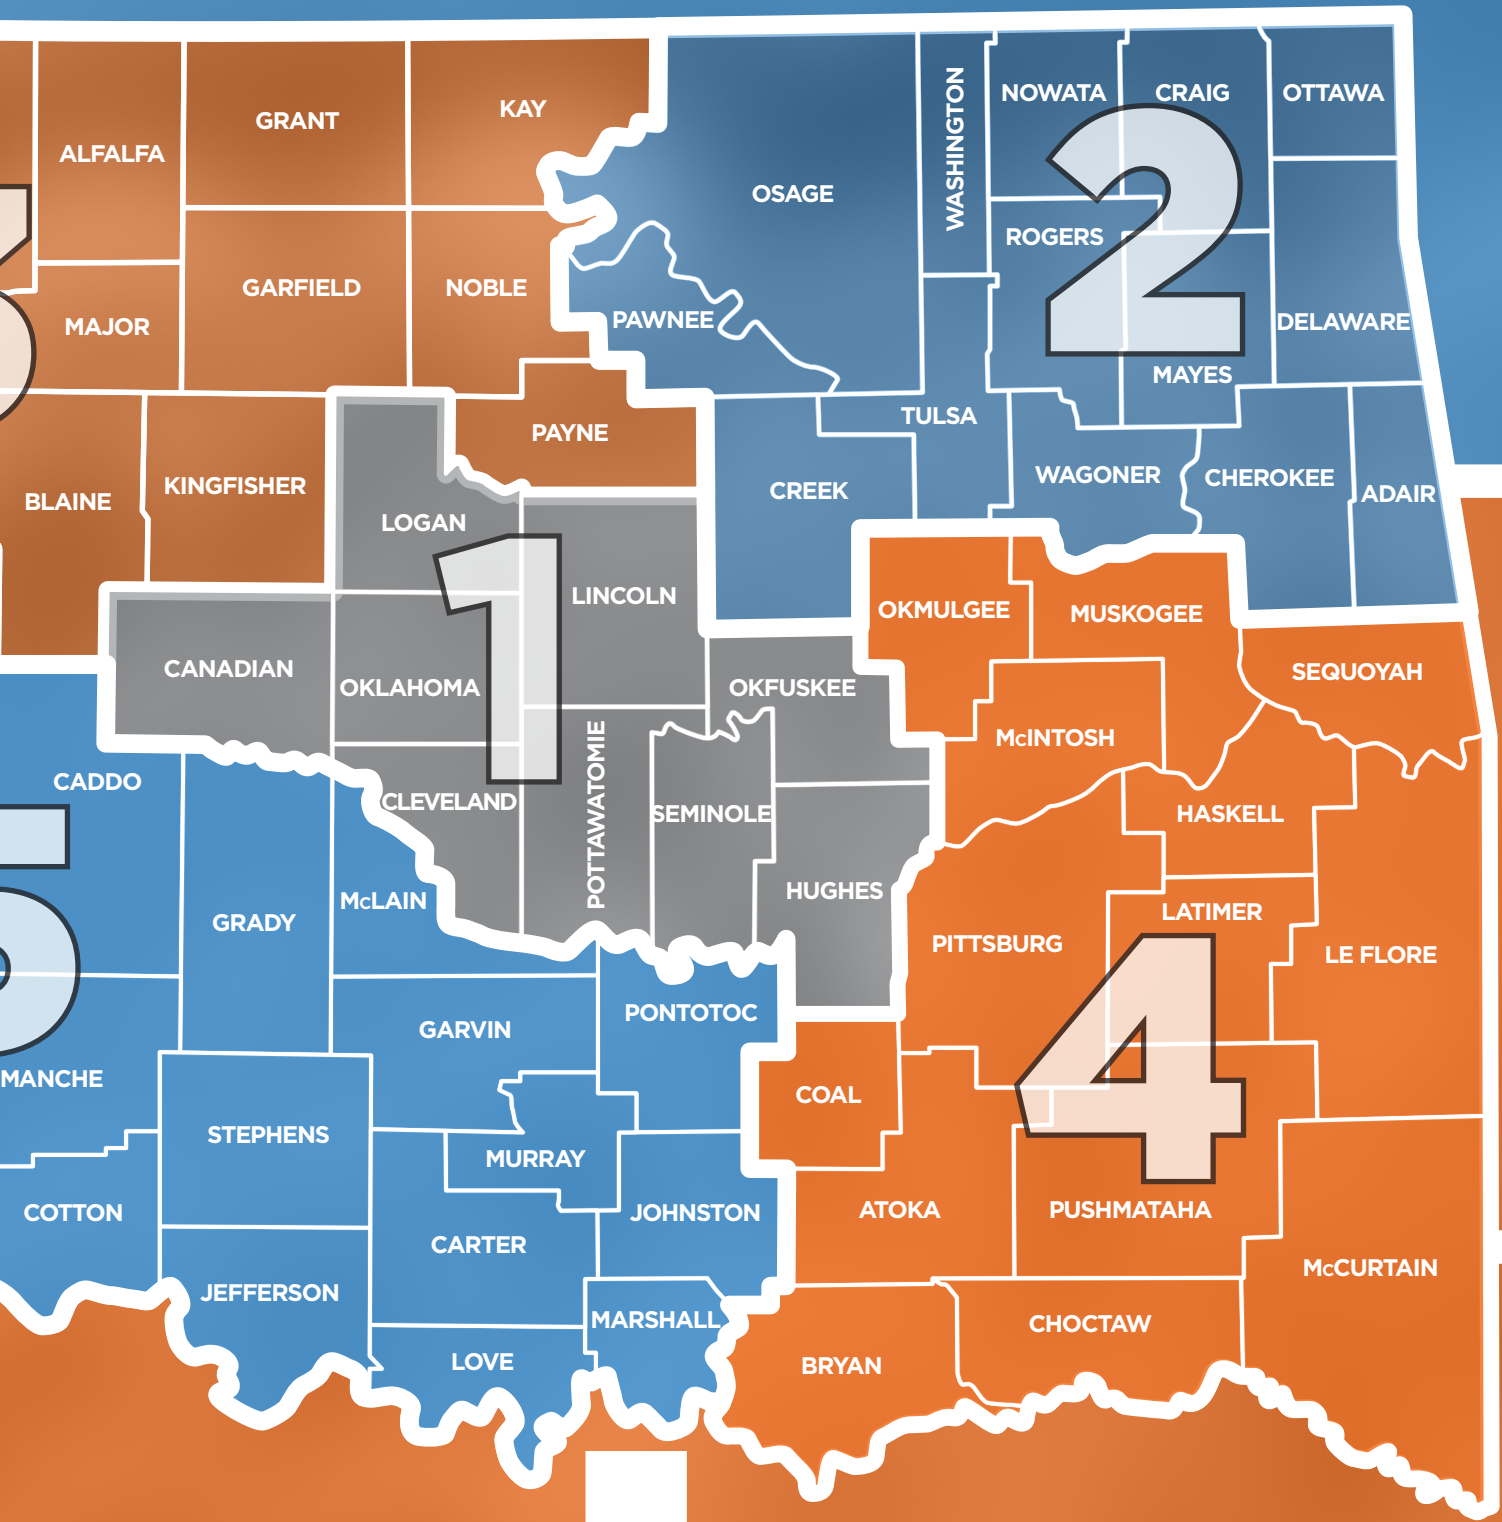 GRANT
KAY
ALFALFA
OSAGE
WASHINGTON
NOWATA
CRAIG
OTTAWA
2
ROGERS
GARFIELD
NOBLE
MAJOR
PAWNEE
DELAWARE
MAYES
TULSA
PAYNE
BLAINE
KINGFISHER
CREEK
WAGONER
CHEROKEE
ADAIR
LOGAN
1
LINCOLN
OKMULGEE
MUSKOGEE
CANADIAN
OKLAHOMA
OKFUSKEE
SEQUOYAH
McINTOSH
CADDO
CLEVELAND
POTTAWATOMIE
SEMINOLE
HASKELL
5
McLAIN
HUGHES
GRADY
PITTSBURG
LATIMER
LE FLORE
4
GARVIN
PONTOTOC
MANCHE
COAL
STEPHENS
MURRAY
COTTON
JOHNSTON
ATOKA
PUSHMATAHA
CARTER
McCURTAIN
JEFFERSON
MARSHALL
CHOCTAW
LOVE
BRYAN